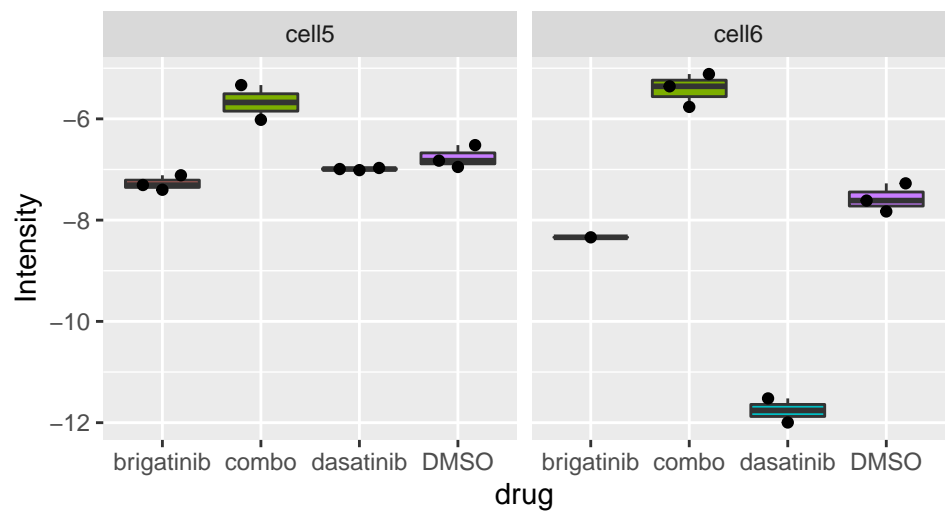 cell5 cell6
−6
−8
−10
−12
Intensity
brigatinib combo dasatinib DMSO brigatinib combo dasatinib DMSO
drug